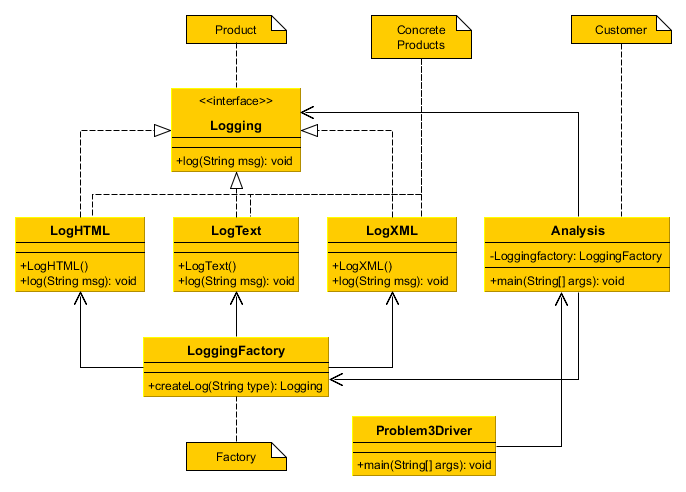 Product
Concrete
Products
Customer
<<interface>>
Logging
+log(String msg): void
LogHTML
+LogHTML()
+log(String msg): void
LogText
+LogText()
+log(String msg): void
LogXML
+LogXML()
+log(String msg): void
Analysis
-Loggingfactory: LoggingFactory
+main(String[] args): void
LoggingFactory
+createLog(String type): Logging
Problem3Driver
+main(String[] args): void
Factory